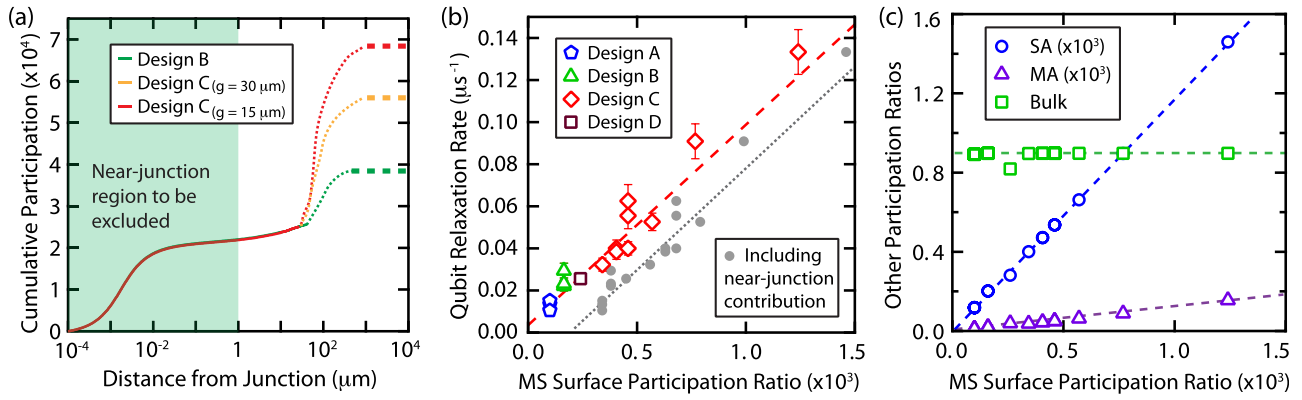 (a)
Cumulative Participation (x10⁴)
7
6
5
4
3
2
1
0
Design B
Design C(g = 30 μm)
Design C(g = 15 μm)
Near-junction
region to be
excluded
10⁻⁴
10⁻²
1
10²
10⁴
Distance from Junction (μm)
(b)
Qubit Relaxation Rate (μs⁻¹)
0.14
0.12
0.10
0.08
0.06
0.04
0.02
0.00
Design A
Design B
Design C
Design D
Including
near-junction
contribution
0
0.5
1.0
1.5
MS Surface Participation Ratio (x10³)
(c)
Other Participation Ratios
1.6
1.2
0.8
0.4
0.0
SA (x10³)
MA (x10³)
Bulk
0.0
0.5
1.0
1.5
MS Surface Participation Ratio (x10³)